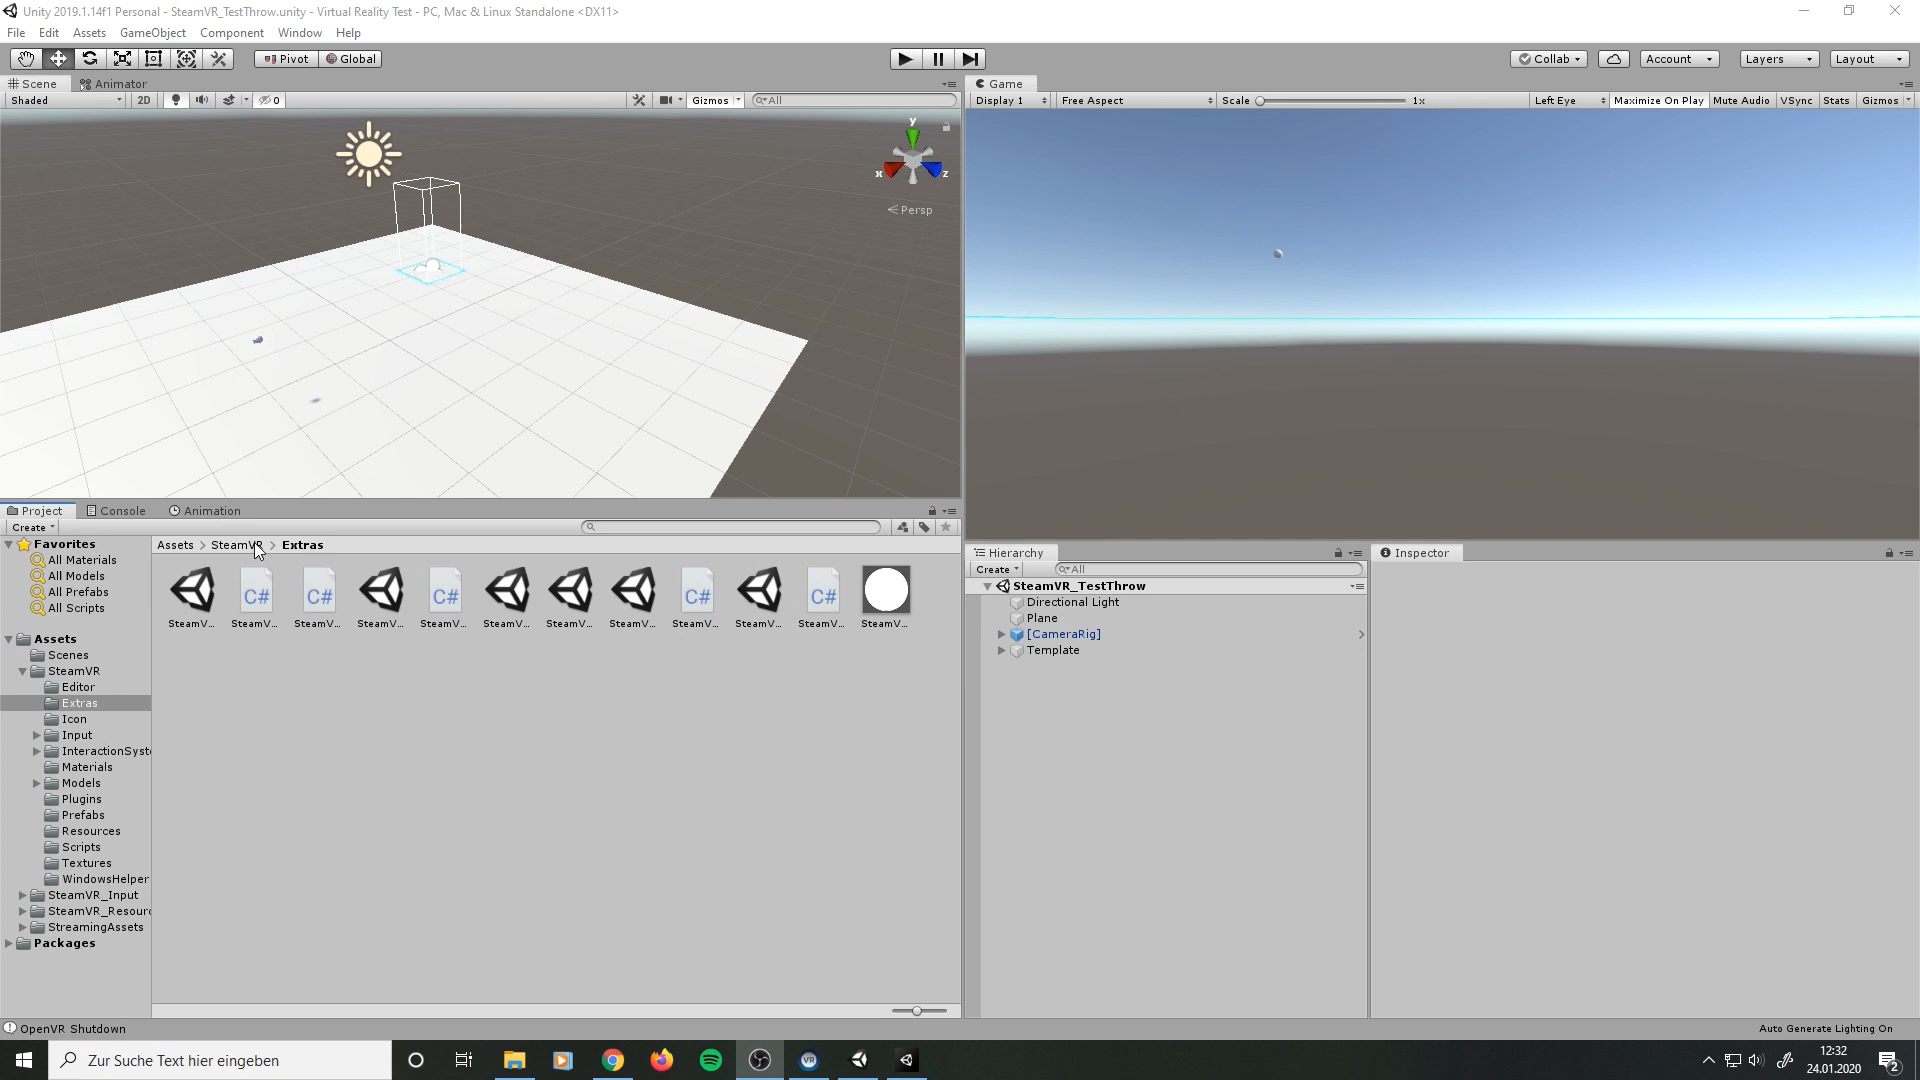 Unity 2019.1.14f1 Personal - SteamVR_TestThrow.unity - Virtual Reality Test - PC, Mac & Linux Standalone <DX11>
File Edit Assets GameObject Component Window Help
Pivot Global Collab Account Layers Layout
Scene Animator
Shaded 2D 0 Gizmos All
y
x z
Persp
Game
Display 1 Free Aspect Scale 1x Left Eye Maximize On Play Mute Audio VSync Stats Gizmos
Project Console Animation
Create
Favorites
All Materials
All Models
All Prefabs
All Scripts
Assets
Scenes
SteamVR
Editor
Extras
Icon
Input
InteractionSyste
Materials
Models
Plugins
Prefabs
Resources
Scripts
Textures
WindowsHelper
SteamVR_Input
SteamVR_Resourc
StreamingAssets
Packages
Assets > SteamVR > Extras
C# C# C# C# C#
SteamV... SteamV... SteamV... SteamV... SteamV... SteamV... SteamV... SteamV... SteamV... SteamV... SteamV... SteamV...
Hierarchy
Create All
SteamVR_TestThrow
Directional Light
Plane
[CameraRig]
Template
Inspector
OpenVR Shutdown
Auto Generate Lighting On
Zur Suche Text hier eingeben
VR
12:32
24.01.2020
2